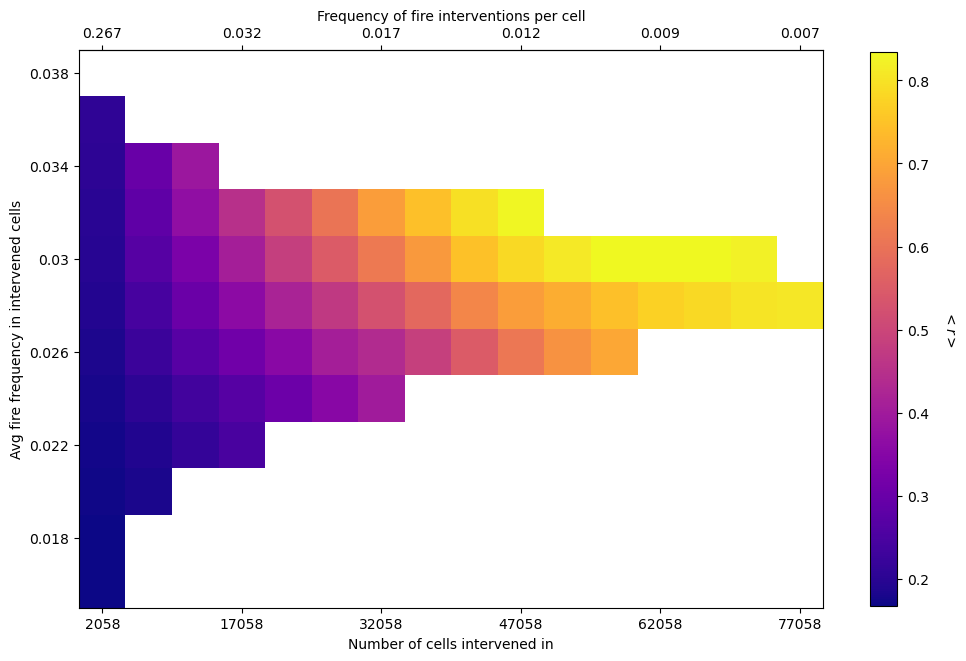 Frequency of fire interventions per cell
0.267 0.032 0.017 0.012 0.009 0.007
Avg fire frequency in intervened cells
0.038
0.034
0.03
0.026
0.022
0.018
2058 17058 32058 47058 62058 77058
Number of cells intervened in
0.8
0.7
0.6
0.5
0.4
0.3
0.2
<r>